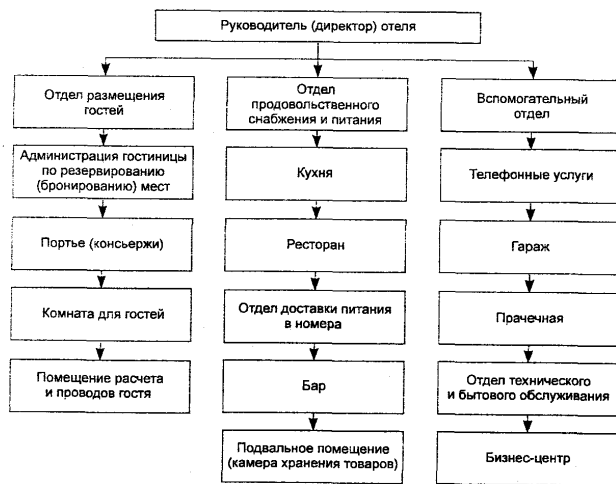 Руководитель (директор) отеля
Отдел размещения
гостей
Администрация гостиницы
по резервированию
(бронированию) мест
Портье (консьержи)
Комната для гостей
Помещение расчета
и проводов гостя
Отдел
продовольственного
снабжения и питания
Кухня
Ресторан
Отдел доставки питания
в номера
Бар
Подвальное помещение
(камера хранения товаров)
Вспомогательный
отдел
Телефонные услуги
Гараж
Прачечная
Отдел технического
и бытового обслуживания
Бизнес-центр